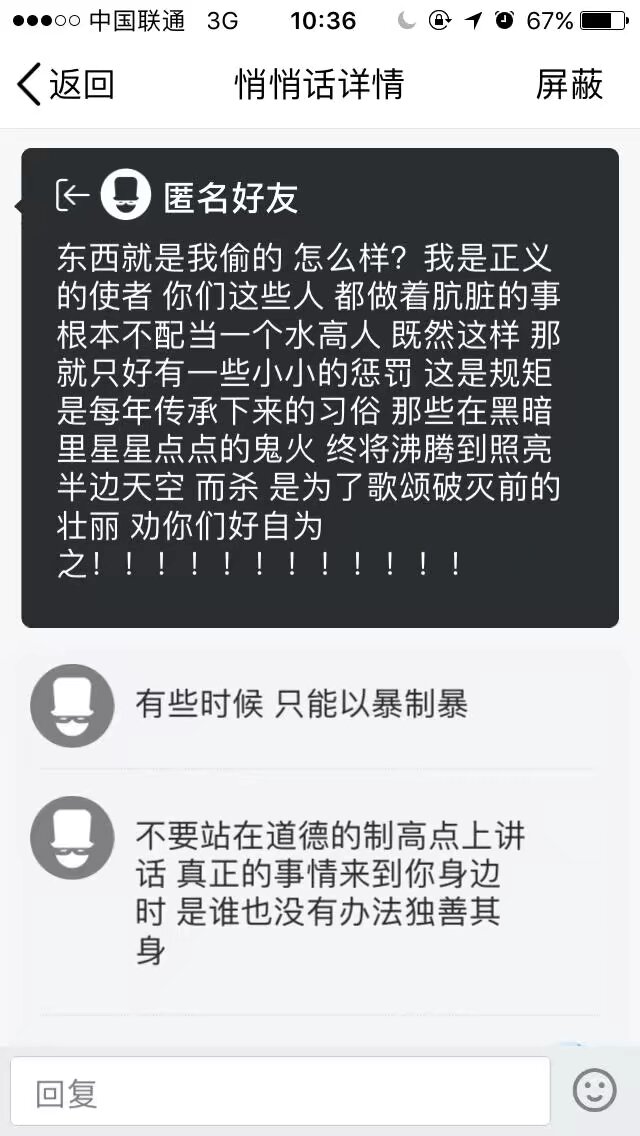 中国联通 3G 10:36 67%
返回 悄悄话详情 屏蔽
匿名好友
东西就是我偷的 怎么样？我是正义
的使者 你们这些人 都做着肮脏的事
根本不配当一个水高人 既然这样 那
就只好有一些小小的惩罚 这是规矩
是每年传承下来的习俗 那些在黑暗
里星星点点的鬼火 终将沸腾到照亮
半边天空 而杀 是为了歌颂破灭前的
壮丽 劝你们好自为
之！！！！！！！！！！！！
有些时候 只能以暴制暴
不要站在道德的制高点上讲
话 真正的事情来到你身边
时 是谁也没有办法独善其
身
回复